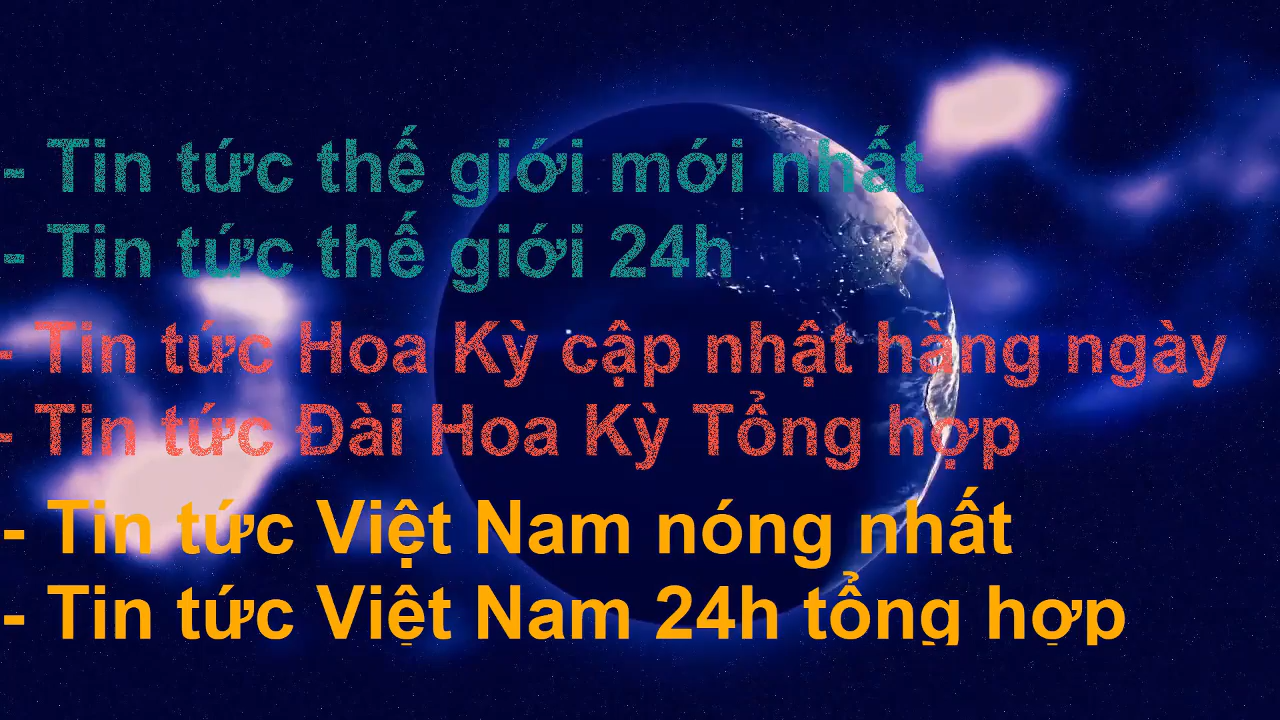 - Tin tức thế giới mới nhất
- Tin tức thế giới 24h
- Tin tức Hoa Kỳ cập nhật hàng ngày
- Tin tức Đài Hoa Kỳ Tổng hợp
- Tin tức Việt Nam nóng nhất
- Tin tức Việt Nam 24h tổng hợp